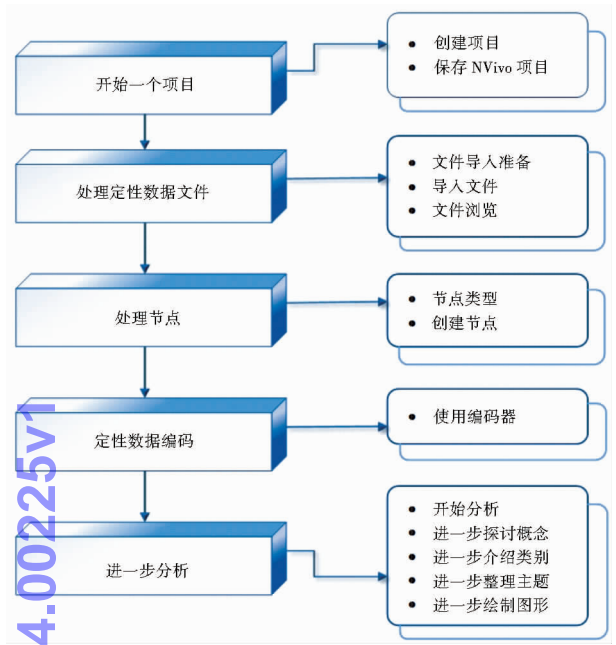 开始一个项目
• 创建项目
• 保存 NVivo 项目
处理定性数据文件
• 文件导入准备
• 导入文件
• 文件浏览
处理节点
• 节点类型
• 创建节点
定性数据编码
• 使用编码器
进一步分析
• 开始分析
• 进一步探讨概念
• 进一步介绍类别
• 进一步整理主题
• 进一步绘制图形
4.00225v1